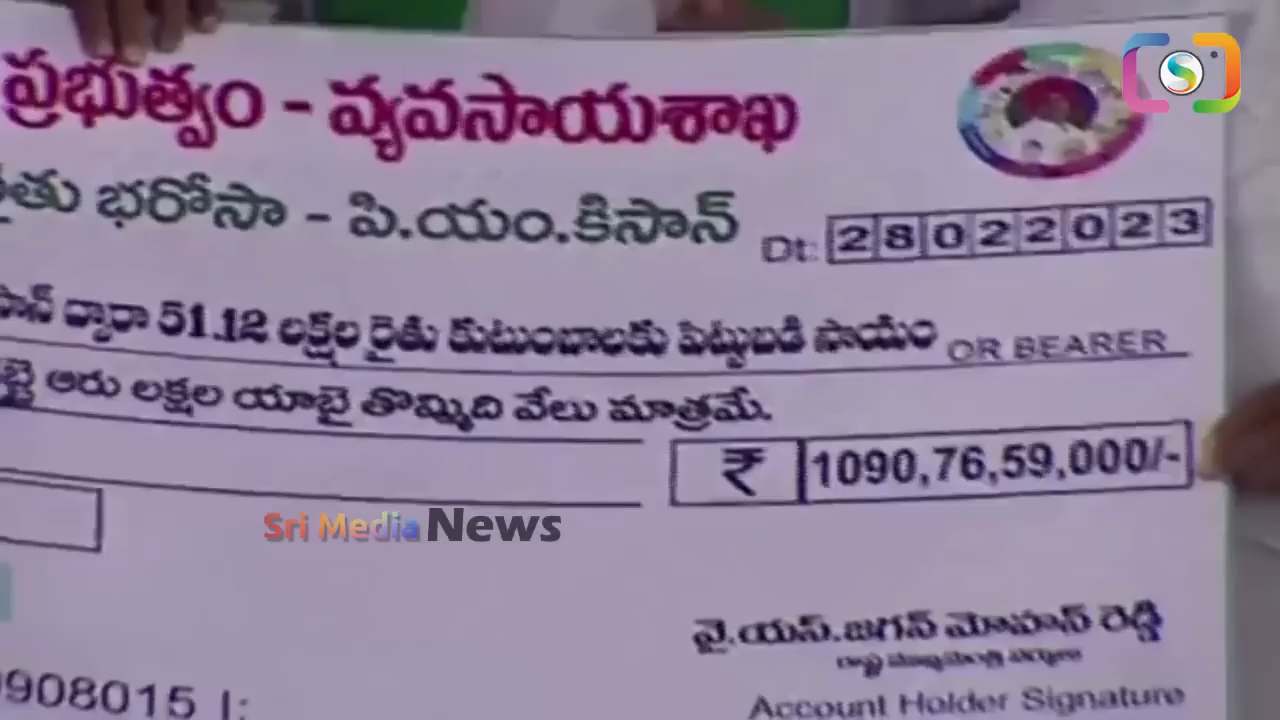 ప్రభుత్వం - వ్యవసాయశాఖ
రైతు భరోసా - పి.యం.కిసాన్
Dt: 28022023
ద్వారా 51.12 లక్షల రైతు కుటుంబాలకు పెట్టుబడి సాయం OR BEARER
ఆరు లక్షల యాభై తొమ్మిది వేలు మాత్రమే.
₹ 1090,76,59,000/-
Sri Media News
వై.యస్.జగన్ మోహన్ రెడ్డి
Account Holder Signature
908015